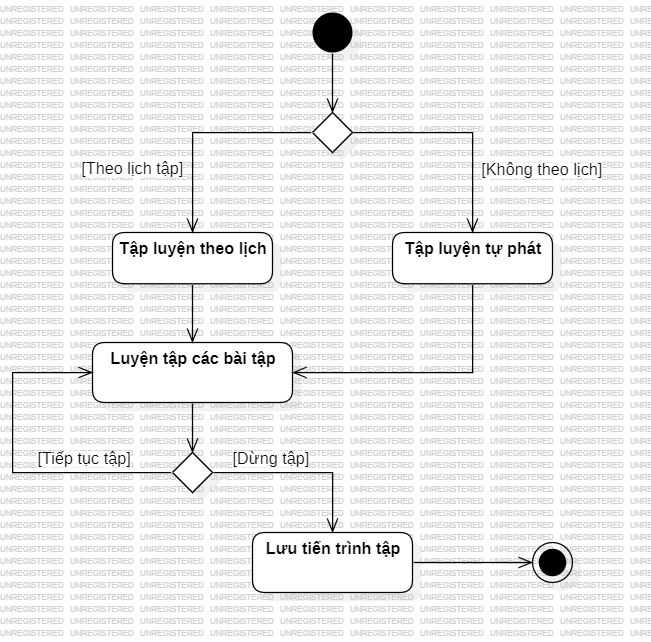 [Theo lịch tập]
[Không theo lịch]
Tập luyện theo lịch
Tập luyện tự phát
Luyện tập các bài tập
[Tiếp tục tập]
[Dừng tập]
Lưu tiến trình tập
UNREGISTERED